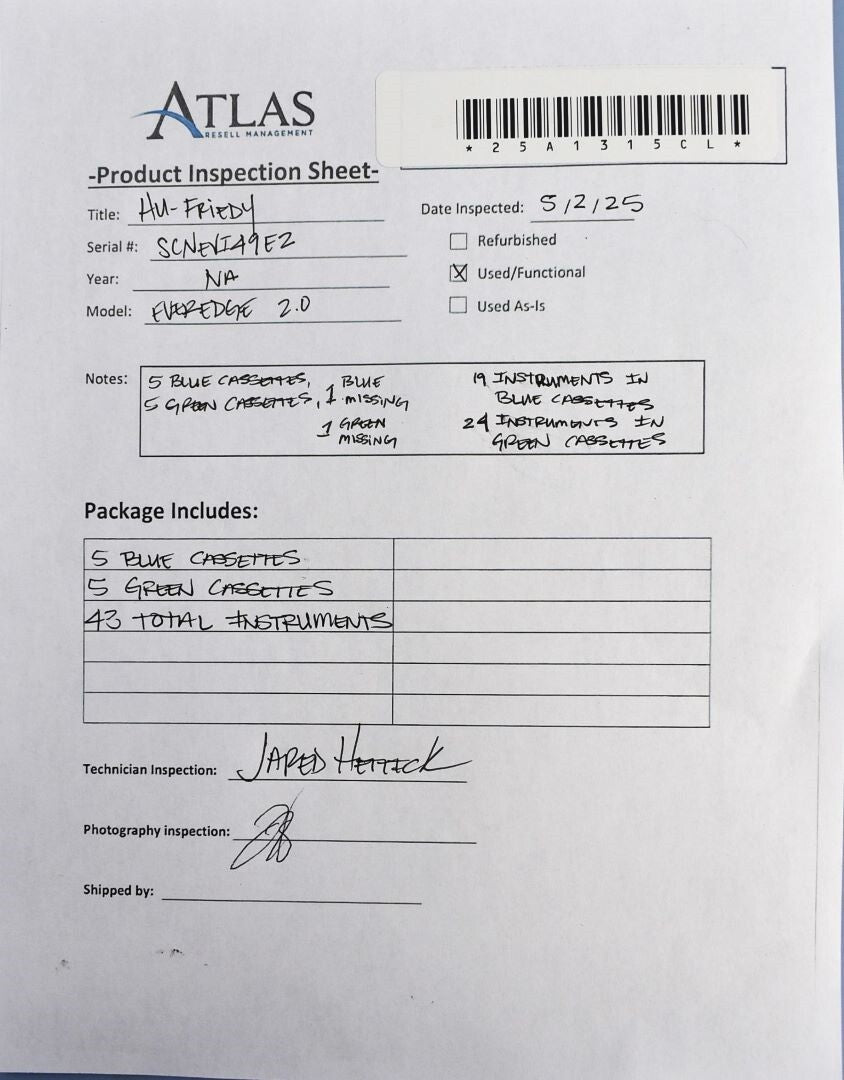 ATLAS
RESELL MANAGEMENT
* 2 5 A 1 3 1 5 C L *
-Product Inspection Sheet-
Title: HU-FRIEDY
Date Inspected: 5/2/25
Serial #: SCNEVI49E2
Refurbished
Year: NA
Used/Functional
Model: EVEREDGE 2.0
Used As-Is
Notes:
5 BLUE CASSETTES,
5 GREEN CASSETTES,
1 BLUE
MISSING
1 GREEN
MISSING
19 INSTRUMENTS IN
BLUE CASSETTES
24 INSTRUMENTS IN
GREEN CASSETTES
Package Includes:
5 BLUE CASSETTES
5 GREEN CASSETTES
43 TOTAL INSTRUMENTS
Technician Inspection: JARED HETTICK
Photography inspection:
Shipped by: